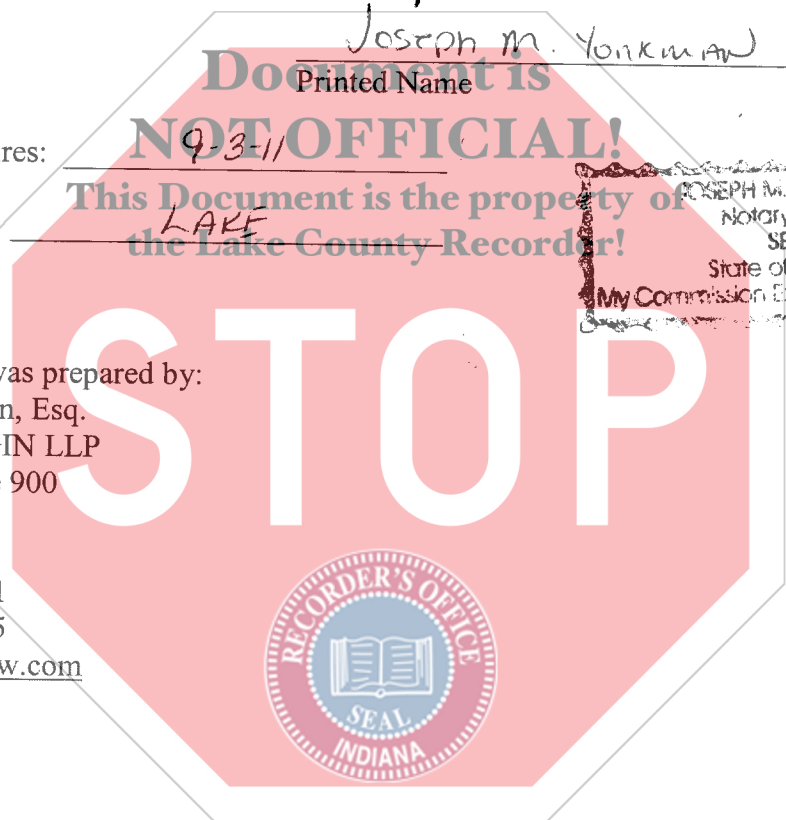 Joseph M. Yonkman
Document is
Printed Name
NOT OFFICIAL!
res: 9-3-11
This Document is the property of
LAKE
the Lake County Recorder!
JOSEPH M.
Notary
SE
State of
My Commission E
STOP
was prepared by:
n, Esq.
GIN LLP
900
5
w.com
RECORDER'S OFFICE
SEAL
INDIANA